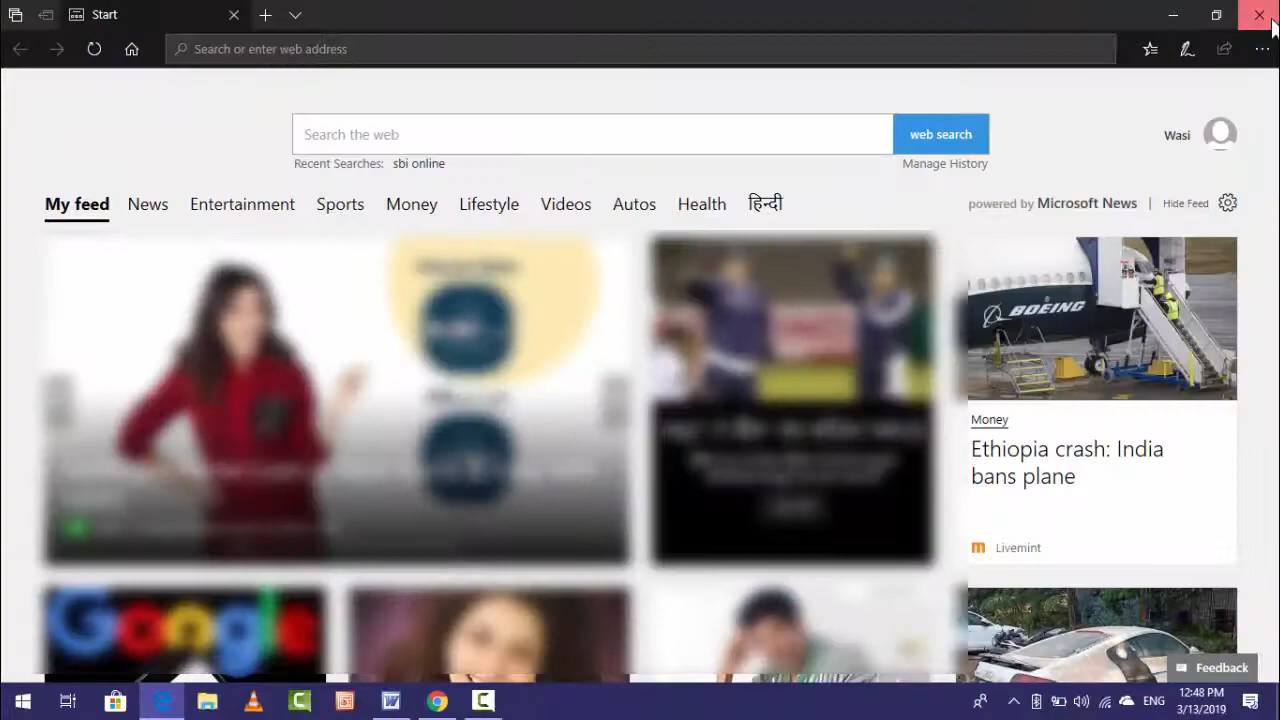 Start
Search or enter web address
Search the web
web search
Wasi
Recent Searches: sbi online
Manage History
My feed News Entertainment Sports Money Lifestyle Videos Autos Health हिन्दी
powered by Microsoft News | Hide Feed
BOEING
Money
Ethiopia crash: India
bans plane
Livemint
Google
Feedback
ENG
12:48 PM
3/13/2019